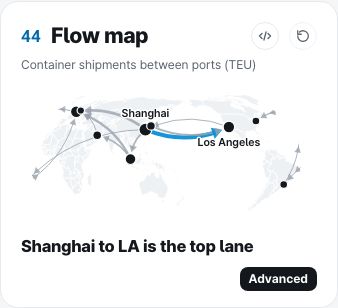 44 Flow map
Container shipments between ports (TEU)
Shanghai
Los Angeles
Shanghai to LA is the top lane
Advanced